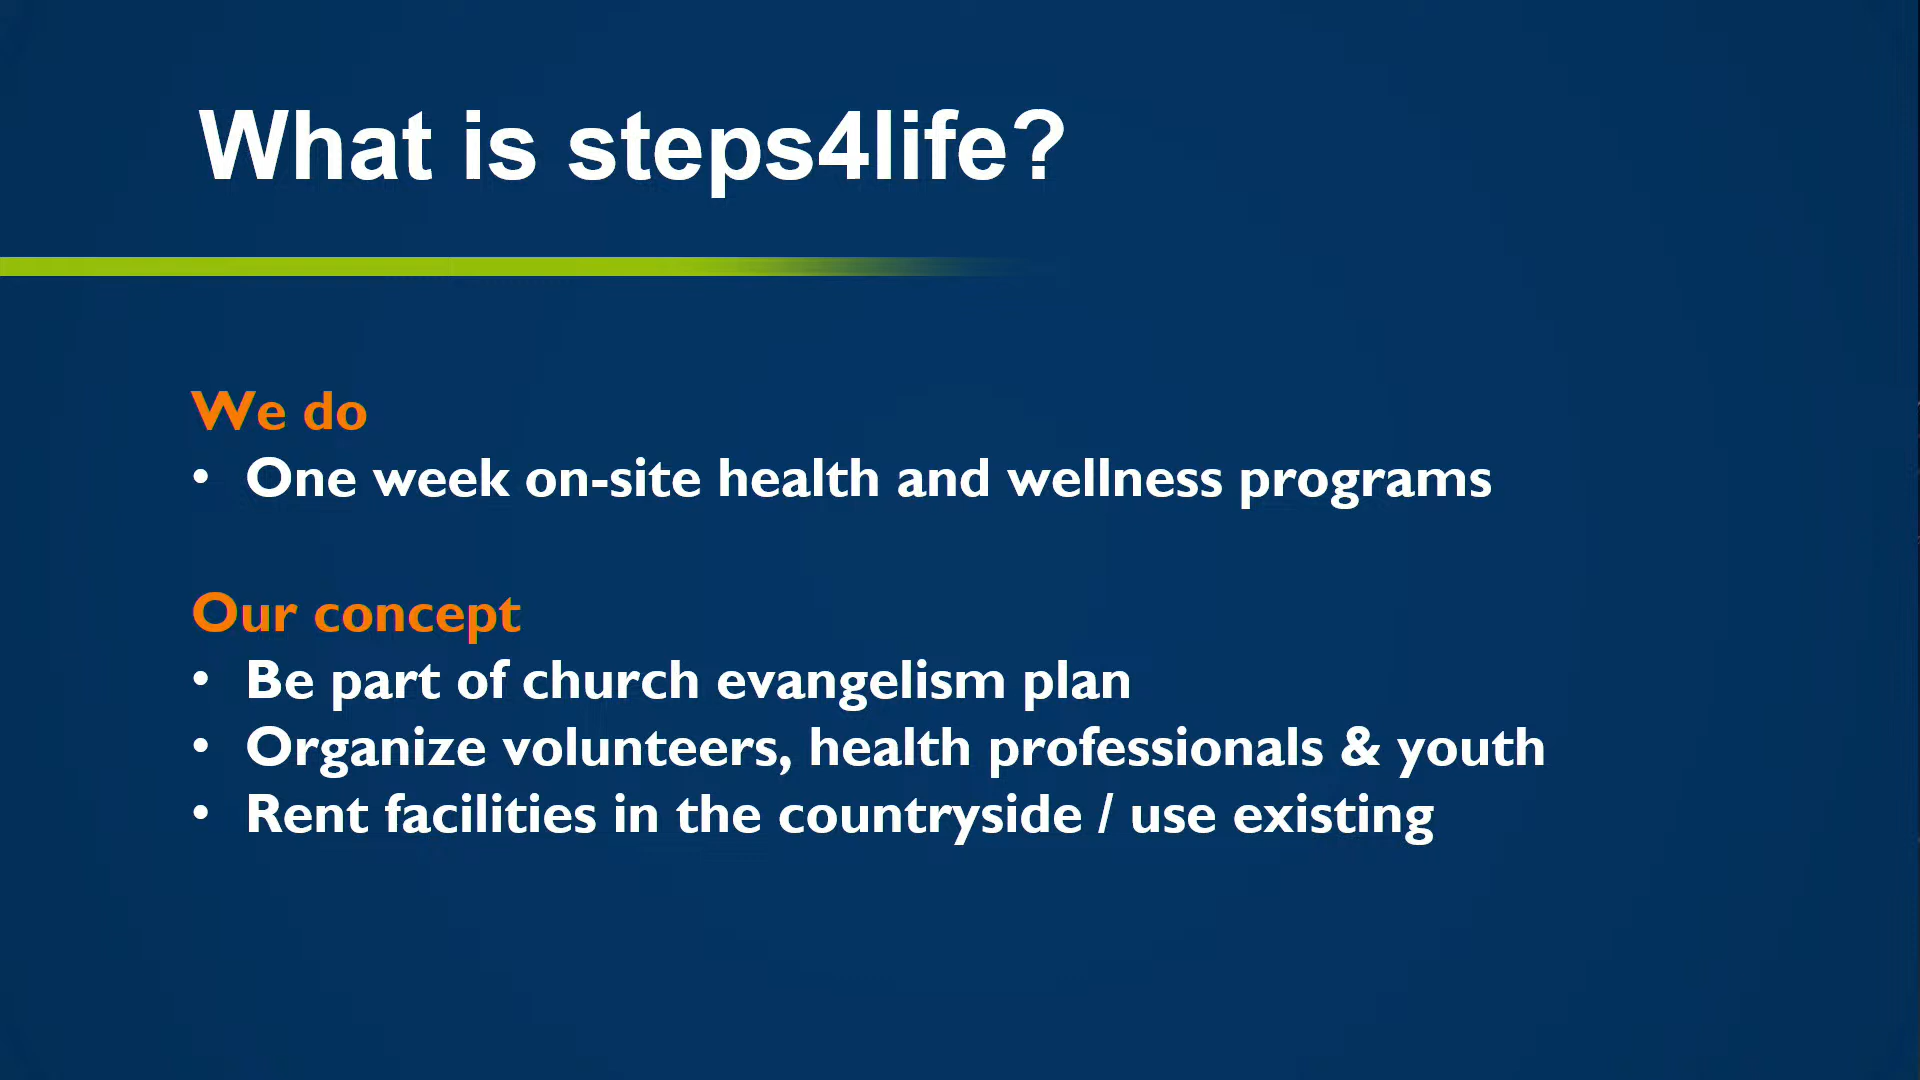 What is steps4life?
We do
• One week on-site health and wellness programs
Our concept
• Be part of church evangelism plan
• Organize volunteers, health professionals & youth
• Rent facilities in the countryside / use existing